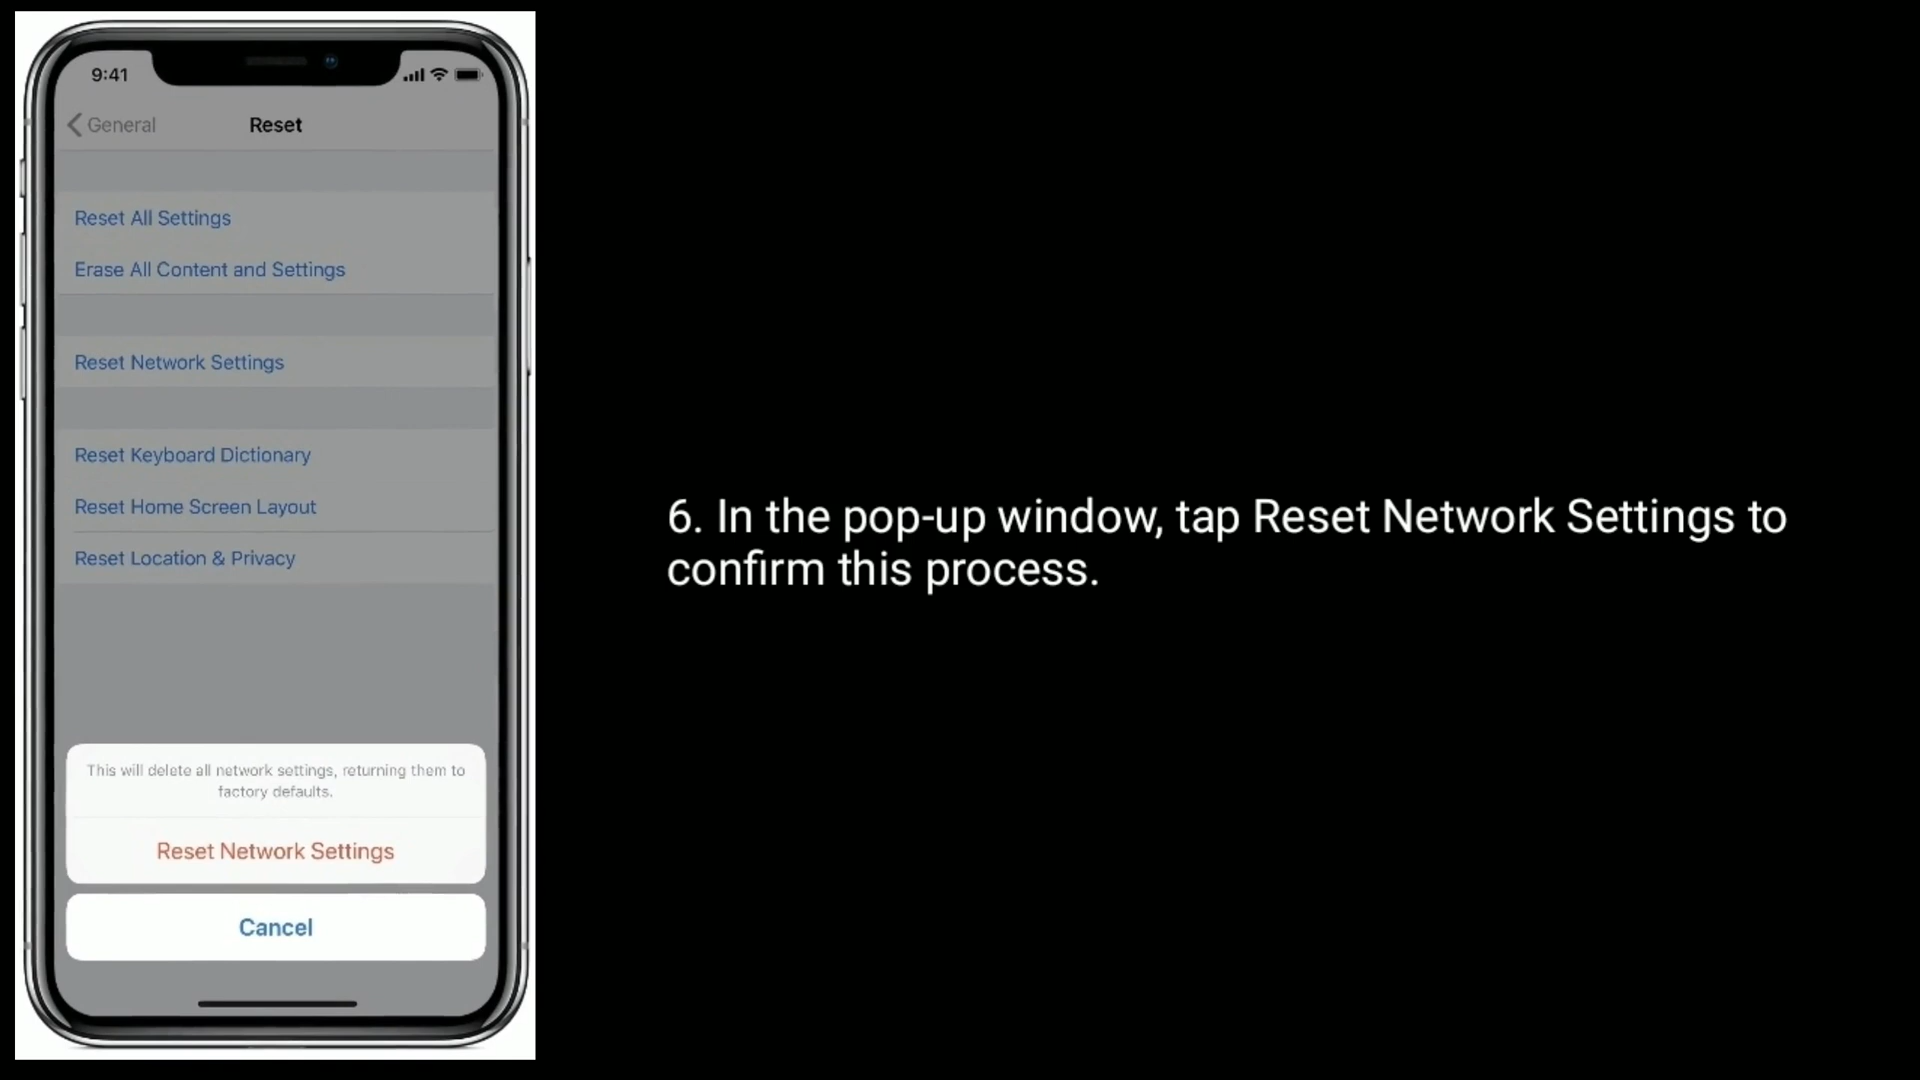 9:41
General
Reset
Reset All Settings
Erase All Content and Settings
Reset Network Settings
Reset Keyboard Dictionary
Reset Home Screen Layout
Reset Location & Privacy
This will delete all network settings, returning them to
factory defaults.
Reset Network Settings
Cancel
6. In the pop-up window, tap Reset Network Settings to
confirm this process.